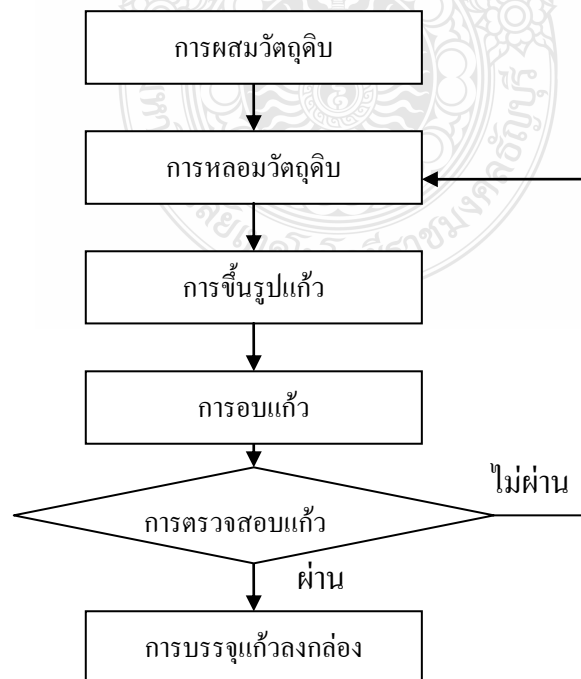 การผสมวัตถุดิบ
การหลอมวัตถุดิบ
การขึ้นรูปแก้ว
การอบแก้ว
ไม่ผ่าน
การตรวจสอบแก้ว
ผ่าน
การบรรจุแก้วลงกล่อง